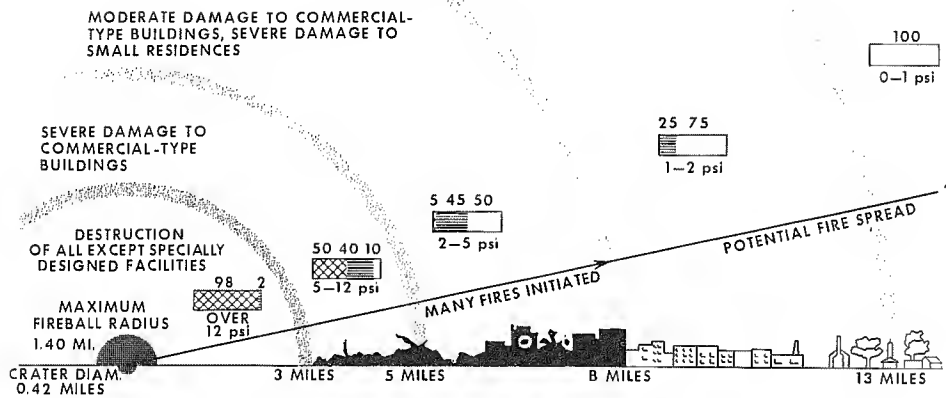 MODERATE DAMAGE TO COMMERCIAL-
TYPE BUILDINGS, SEVERE DAMAGE TO
SMALL RESIDENCES
100
0–1 psi
SEVERE DAMAGE TO
COMMERCIAL-TYPE
BUILDINGS
25 75
1–2 psi
5 45 50
2–5 psi
DESTRUCTION
OF ALL EXCEPT SPECIALLY
DESIGNED FACILITIES
50 40 10
5–12 psi
98 2
OVER
12 psi
POTENTIAL FIRE SPREAD
MANY FIRES INITIATED
MAXIMUM
FIREBALL RADIUS
1.40 MI.
CRATER DIAM.
0.42 MILES
3 MILES
5 MILES
8 MILES
13 MILES